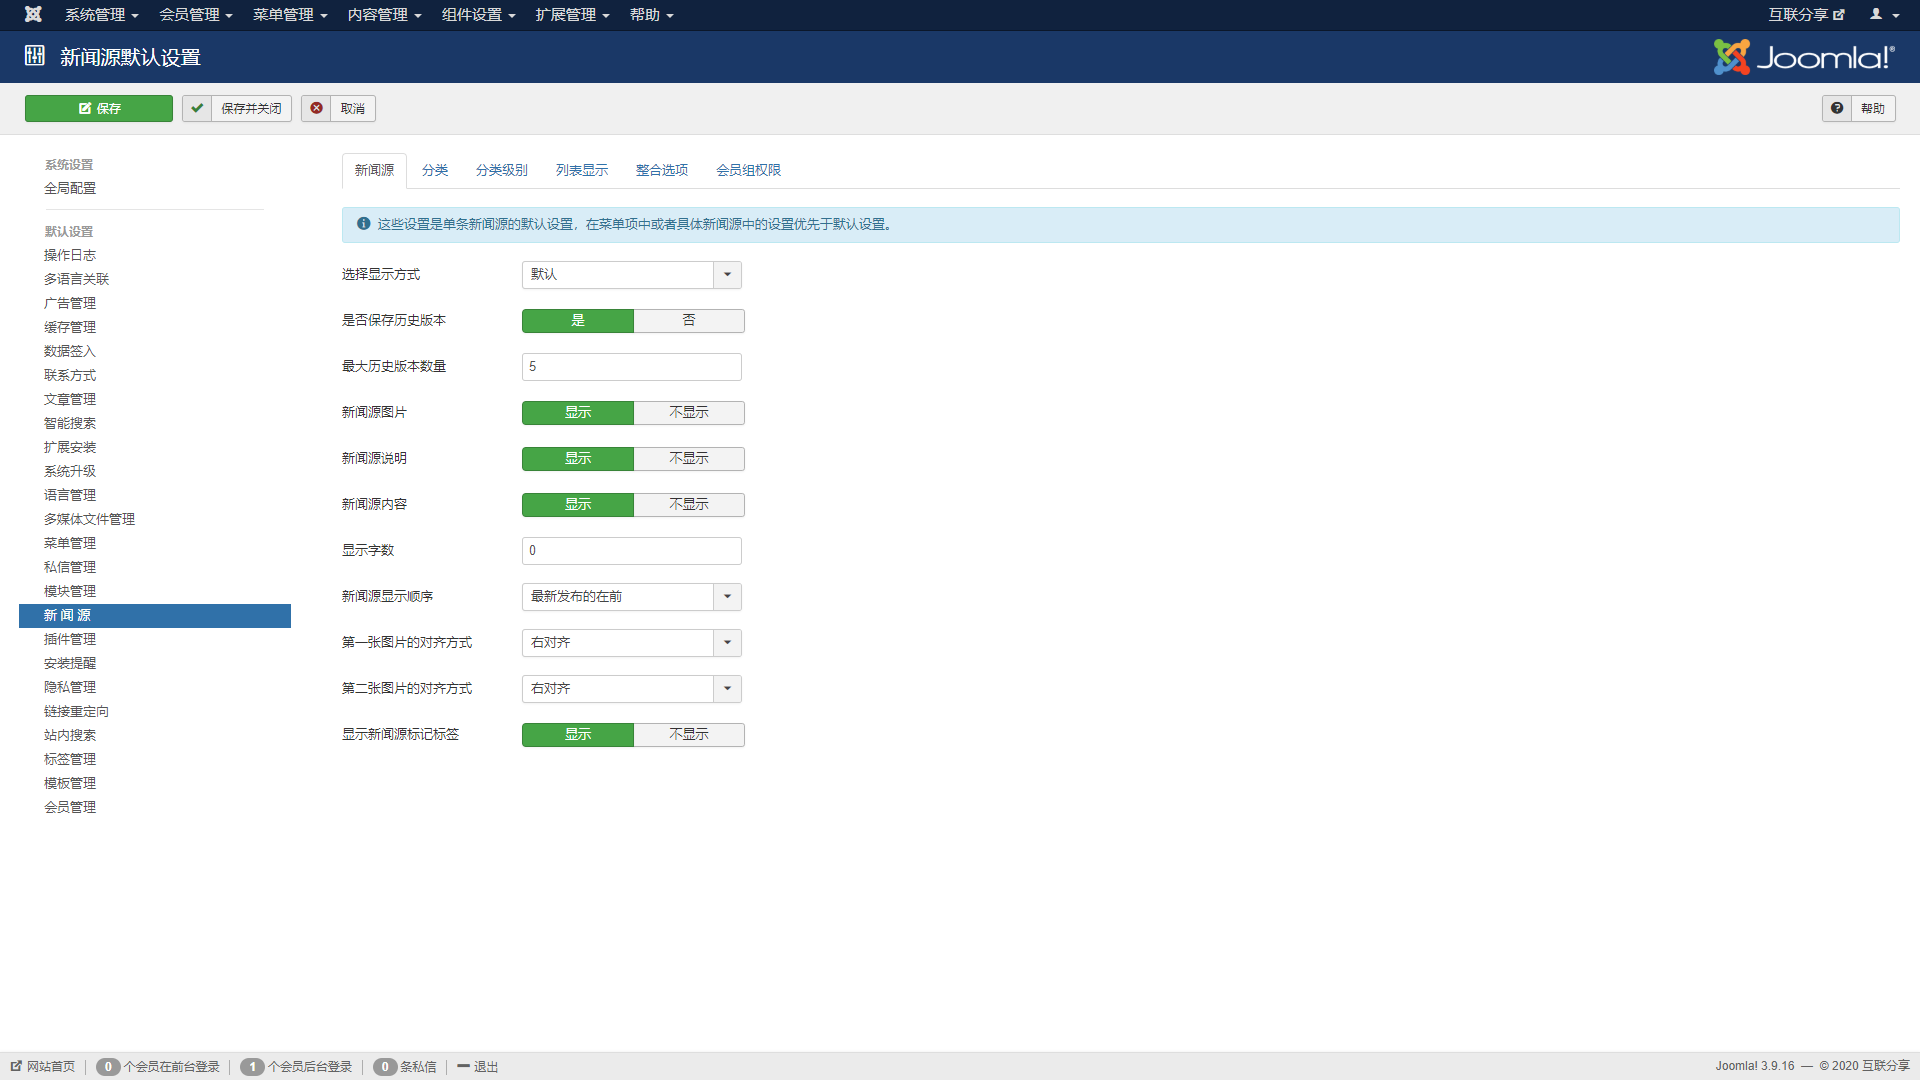 系统管理 会员管理 菜单管理 内容管理 组件设置 扩展管理 帮助 互联分享
新闻源默认设置 Joomla!®
保存 保存并关闭 取消 帮助
系统设置
全局配置
默认设置
操作日志
多语言关联
广告管理
缓存管理
数据签入
联系方式
文章管理
智能搜索
扩展安装
系统升级
语言管理
多媒体文件管理
菜单管理
私信管理
模块管理
新 闻 源
插件管理
安装提醒
隐私管理
链接重定向
站内搜索
标签管理
模板管理
会员管理
新闻源 分类 分类级别 列表显示 整合选项 会员组权限
这些设置是单条新闻源的默认设置，在菜单项中或者具体新闻源中的设置优先于默认设置。
选择显示方式 默认
是否保存历史版本 是 否
最大历史版本数量 5
新闻源图片 显示 不显示
新闻源说明 显示 不显示
新闻源内容 显示 不显示
显示字数 0
新闻源显示顺序 最新发布的在前
第一张图片的对齐方式 右对齐
第二张图片的对齐方式 右对齐
显示新闻源标记标签 显示 不显示
网站首页 0 个会员在前台登录 1 个会员后台登录 0 条私信 退出 Joomla! 3.9.16 — © 2020 互联分享